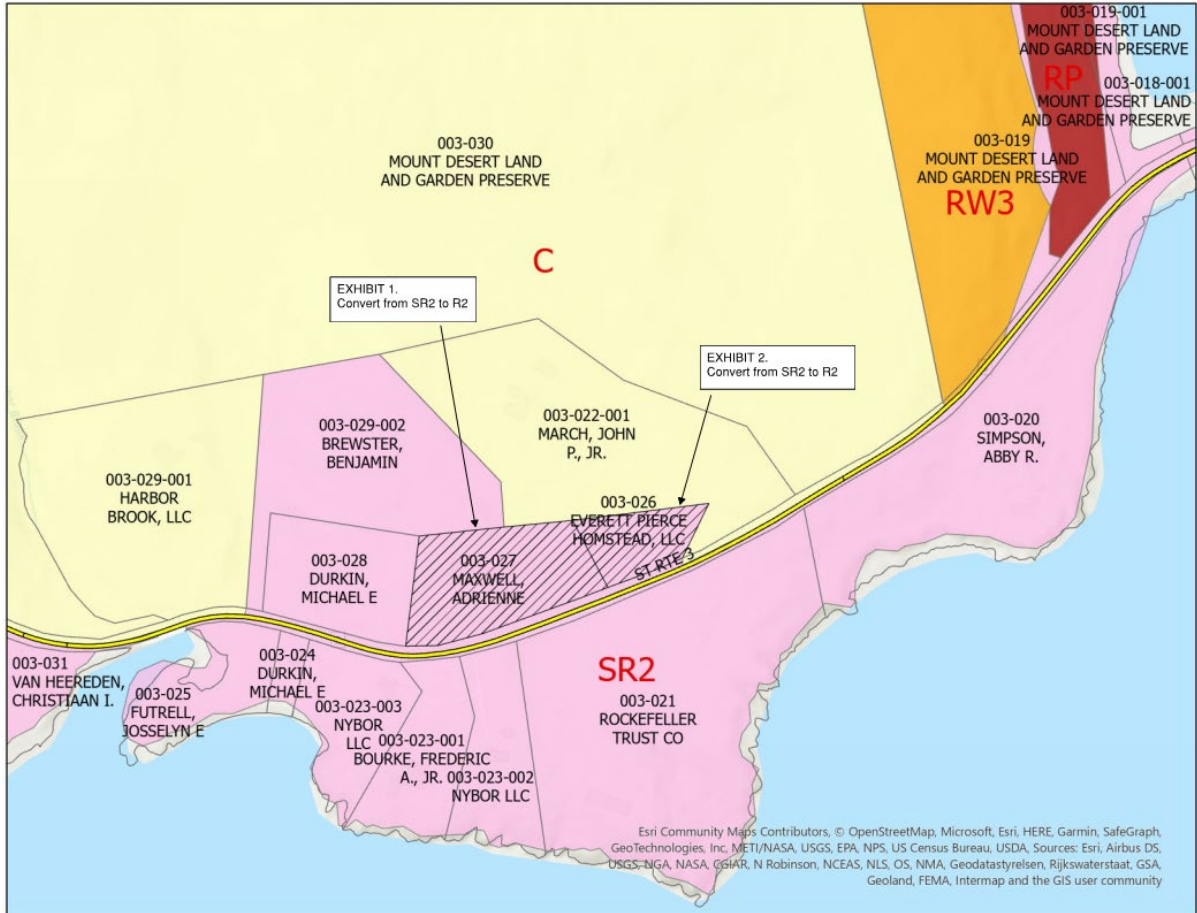 003-019-001
MOUNT DESERT LAND
AND GARDEN PRESERVE
RP
003-018-001
MOUNT DESERT LAND
AND GARDEN PRESERVE
003-030
MOUNT DESERT LAND
AND GARDEN PRESERVE
003-019
MOUNT DESERT LAND
AND GARDEN PRESERVE
RW3
C
EXHIBIT 1.
Convert from SR2 to R2
EXHIBIT 2.
Convert from SR2 to R2
003-029-002
BREWSTER,
BENJAMIN
003-022-001
MARCH, JOHN
P., JR.
003-020
SIMPSON,
ABBY R.
003-029-001
HARBOR
BROOK, LLC
003-026
EVERETT PIERCE
HOMSTEAD, LLC
003-028
DURKIN,
MICHAEL E
003-027
MAXWELL,
ADRIENNE
ST RTE 3
003-031
VAN HEEREDEN,
CHRISTIAAN I.
003-025
FUTRELL,
JOSSELYN E
003-024
DURKIN,
MICHAEL E
003-023-003
NYBOR
LLC
003-023-001
BOURKE, FREDERIC
A., JR.
003-023-002
NYBOR LLC
SR2
003-021
ROCKEFELLER
TRUST CO
Esri Community Maps Contributors, © OpenStreetMap, Microsoft, Esri, HERE, Garmin, SafeGraph,
GeoTechnologies, Inc, METI/NASA, USGS, EPA, NPS, US Census Bureau, USDA, Sources: Esri, Airbus DS,
USGS, NGA, NASA, CGIAR, N Robinson, NCEAS, NLS, OS, NMA, Geodatastyrelsen, Rijkswaterstaat, GSA,
Geoland, FEMA, Intermap and the GIS user community